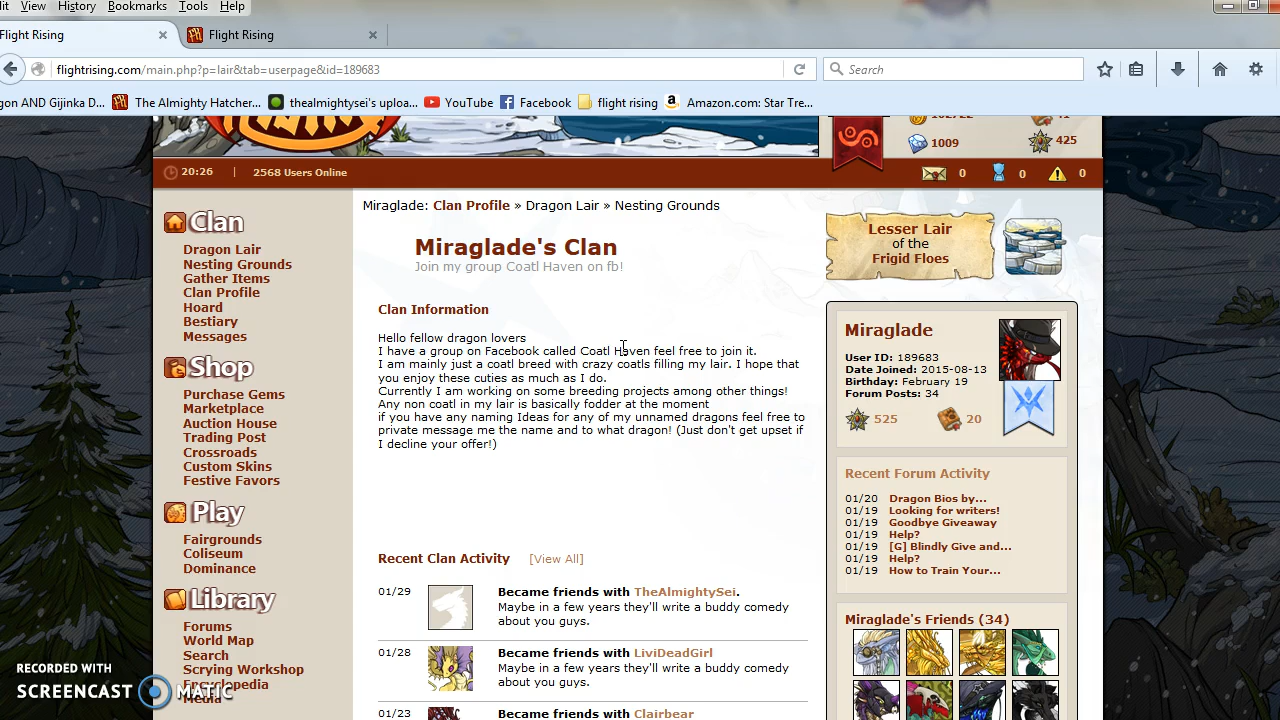 View History Bookmarks Tools Help
Flight Rising
Flight Rising
flightrising.com/main.php?p=lair&tab=userpage&id=189683
Search
gon AND Gijinka D... The Almighty Hatcher... thealmightysei's uploa... YouTube Facebook flight rising Amazon.com: Star Tre...
1009 425
20:26 | 2568 Users Online 0 0 0
Clan
Dragon Lair
Nesting Grounds
Gather Items
Clan Profile
Hoard
Bestiary
Messages
Shop
Purchase Gems
Marketplace
Auction House
Trading Post
Crossroads
Custom Skins
Festive Favors
Play
Fairgrounds
Coliseum
Dominance
Library
Forums
World Map
Search
Scrying Workshop
Encyclopedia
Media
RECORDED WITH
SCREENCAST MATIC
Miraglade: Clan Profile » Dragon Lair » Nesting Grounds
Miraglade's Clan
Join my group Coatl Haven on fb!
Clan Information
Hello fellow dragon lovers
I have a group on Facebook called Coatl Haven feel free to join it.
I am mainly just a coatl breed with crazy coatls filling my lair. I hope that
you enjoy these cuties as much as I do.
Currently I am working on some breeding projects among other things!
Any non coatl in my lair is basically fodder at the moment
if you have any naming Ideas for any of my unnamed dragons feel free to
private message me the name and to what dragon! (Just don't get upset if
I decline your offer!)
Recent Clan Activity [View All]
01/29 Became friends with TheAlmightySei.
Maybe in a few years they'll write a buddy comedy
about you guys.
01/28 Became friends with LiviDeadGirl
Maybe in a few years they'll write a buddy comedy
about you guys.
01/23 Became friends with Clairbear
Lesser Lair
of the
Frigid Floes
Miraglade
User ID: 189683
Date Joined: 2015-08-13
Birthday: February 19
Forum Posts: 34
525 20
Recent Forum Activity
01/20 Dragon Bios by...
01/19 Looking for writers!
01/19 Goodbye Giveaway
01/19 Help?
01/19 [G] Blindly Give and...
01/19 Help?
01/19 How to Train Your...
Miraglade's Friends (34)